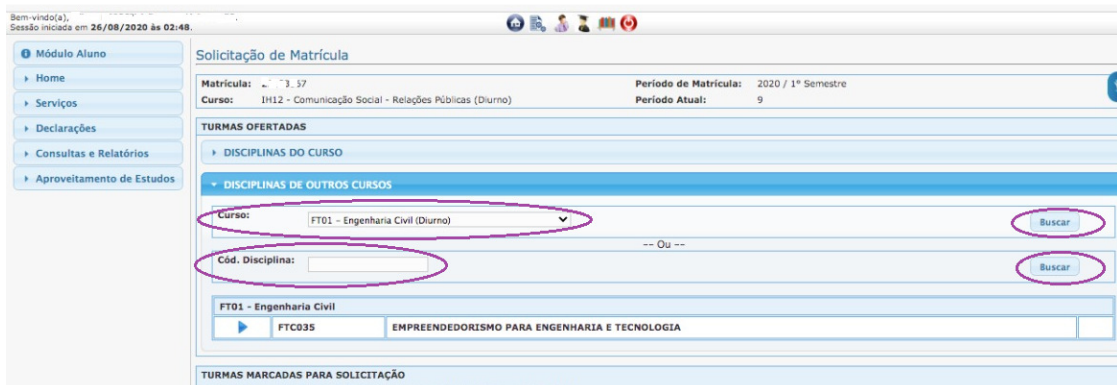 Bem-vindo(a),
Sessão iniciada em 26/08/2020 às 02:48.
Módulo Aluno
Home
Serviços
Declarações
Consultas e Relatórios
Aproveitamento de Estudos
Solicitação de Matrícula
Matrícula: Período de Matrícula: 2020 / 1º Semestre
Curso: IH12 - Comunicação Social - Relações Públicas (Diurno) Período Atual: 9
TURMAS OFERTADAS
DISCIPLINAS DO CURSO
DISCIPLINAS DE OUTROS CURSOS
Curso: FT01 - Engenharia Civil (Diurno) Buscar
-- Ou --
Cód. Disciplina: Buscar
FT01 - Engenharia Civil
FTC035 EMPREENDEDORISMO PARA ENGENHARIA E TECNOLOGIA
TURMAS MARCADAS PARA SOLICITAÇÃO